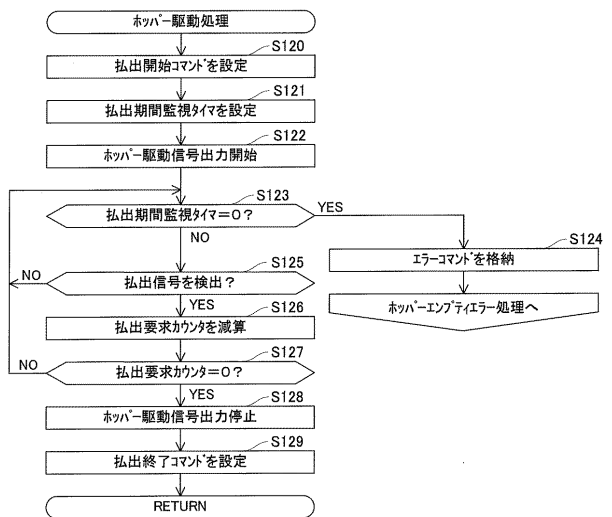 ホッパー駆動処理
S120
払出開始コマンドを設定
S121
払出期間監視タイマを設定
S122
ホッパー駆動信号出力開始
S123
払出期間監視タイマ=0?
YES
NO
S124
エラーコマンドを格納
ホッパーエンプティエラー処理へ
S125
払出信号を検出?
NO
YES
S126
払出要求カウンタを減算
S127
払出要求カウンタ=0?
NO
YES
S128
ホッパー駆動信号出力停止
S129
払出終了コマンドを設定
RETURN